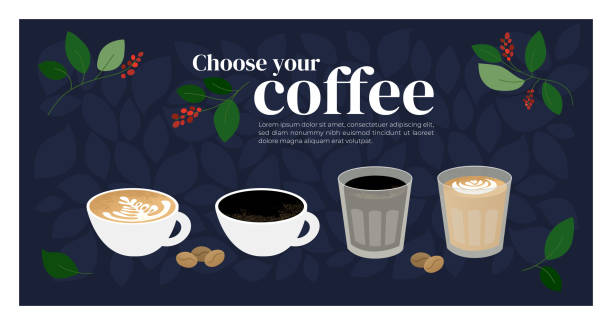 Choose your
coffee
Lorem ipsum dolor sit amet, consectetur adipiscing elit,
sed diam nonummy nibh euismod tincidunt ut laoreet dolore
magna aliquam erat volutpat.